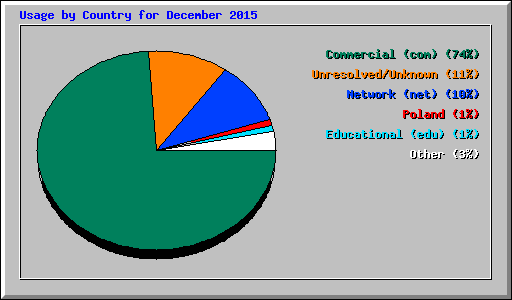 Usage by Country for December 2015
Commercial (com) (74%)
Unresolved/Unknown (11%)
Network (net) (10%)
Poland (1%)
Educational (edu) (1%)
Other (3%)